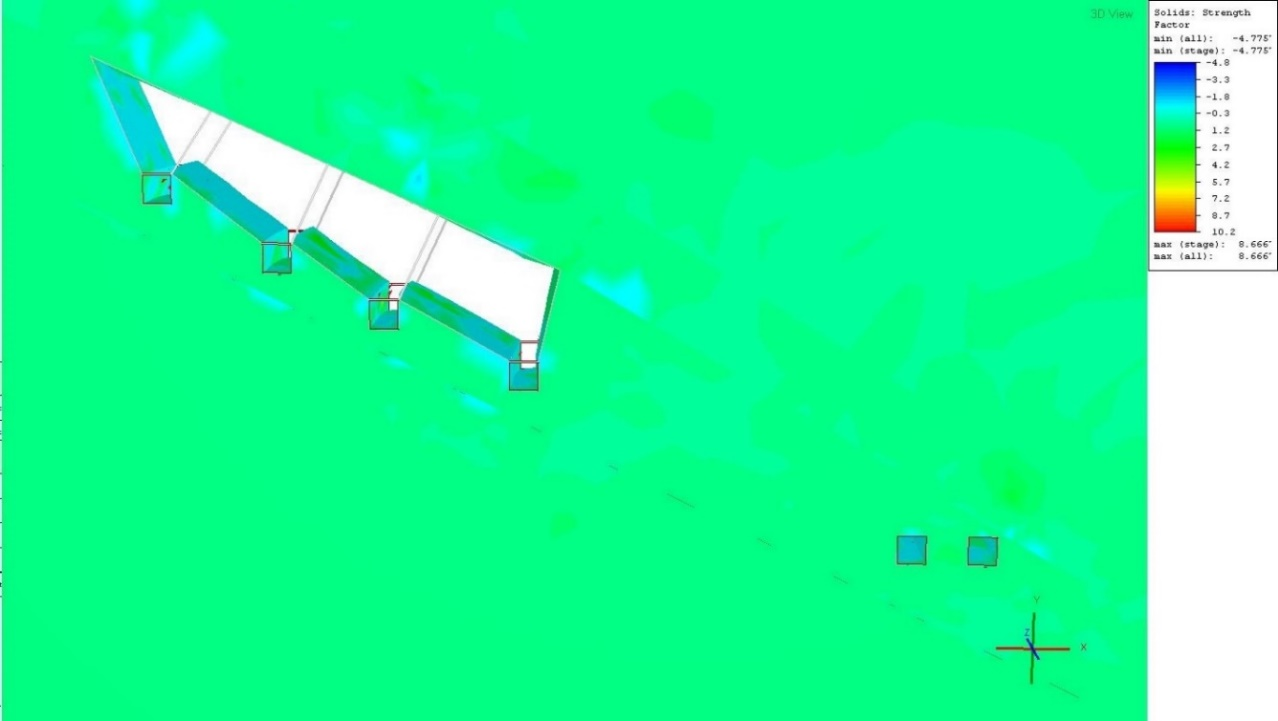 3D View
Solids: Strength
Factor
min (all): -4.775
min (stage): -4.775
-4.8
-3.3
-1.8
-0.3
1.2
2.7
4.2
5.7
7.2
8.7
10.2
max (stage): 8.666
max (all): 8.666
Y
Z
X